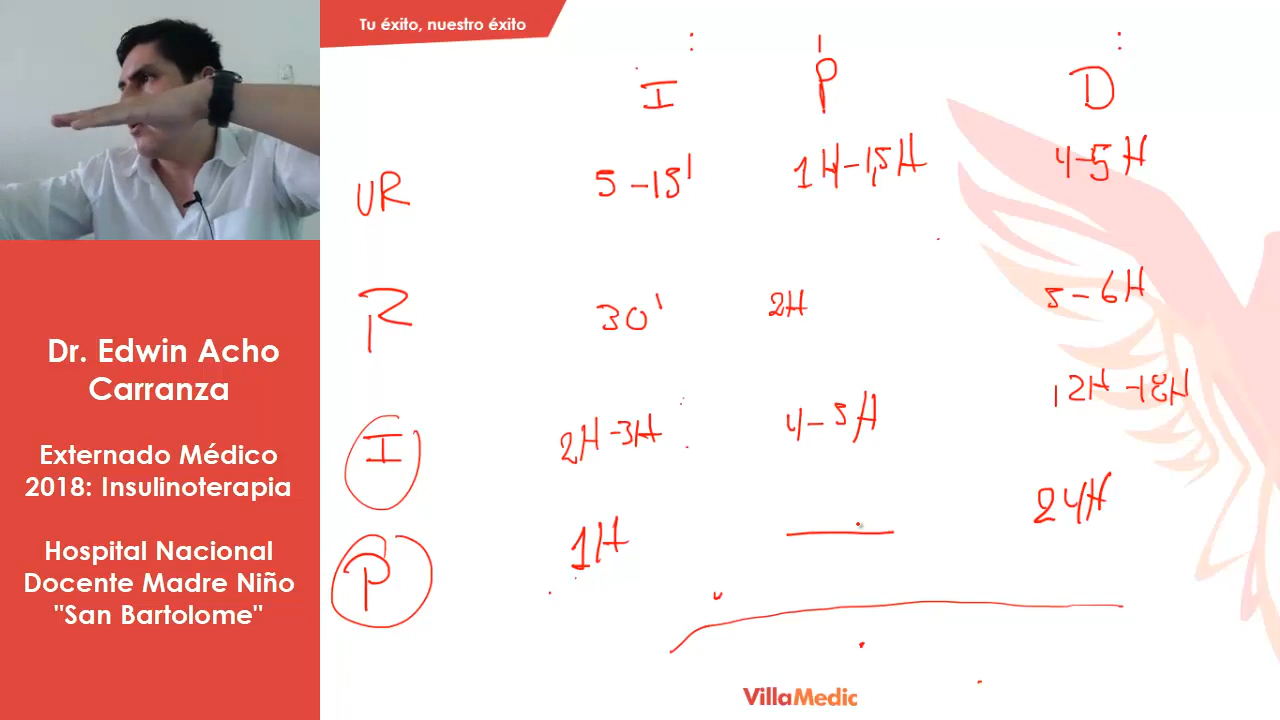 Tu éxito, nuestro éxito
I P D
UR 5-15' 1H-1,5H 4-5H
R 30' 2H 5-6H
I 2H-3H 4-5H 12H-18H
P 1H — 24H
Dr. Edwin Acho
Carranza
Externado Médico
2018: Insulinoterapia
Hospital Nacional
Docente Madre Niño
"San Bartolome"
VillaMedic